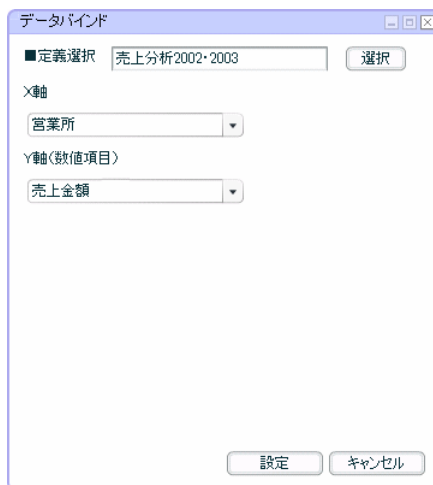 データバインド
■定義選択 売上分析2002・2003 選択
X軸
営業所
Y軸(数値項目)
売上金額
設定 キャンセル